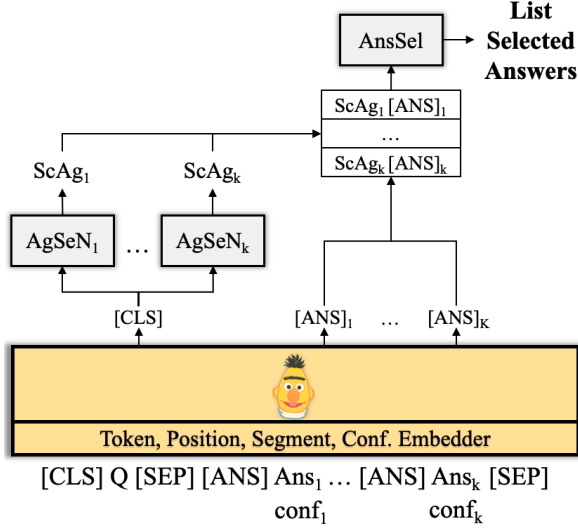 List
Selected
Answers
AnsSel
ScAg1 [ANS]1
...
ScAgk [ANS]k
ScAg1 ScAgk
AgSeN1 ... AgSeNk
[CLS] [ANS]1 ... [ANS]K
Token, Position, Segment, Conf. Embedder
[CLS] Q [SEP] [ANS] Ans1 ... [ANS] Ansk [SEP]
conf1 confk